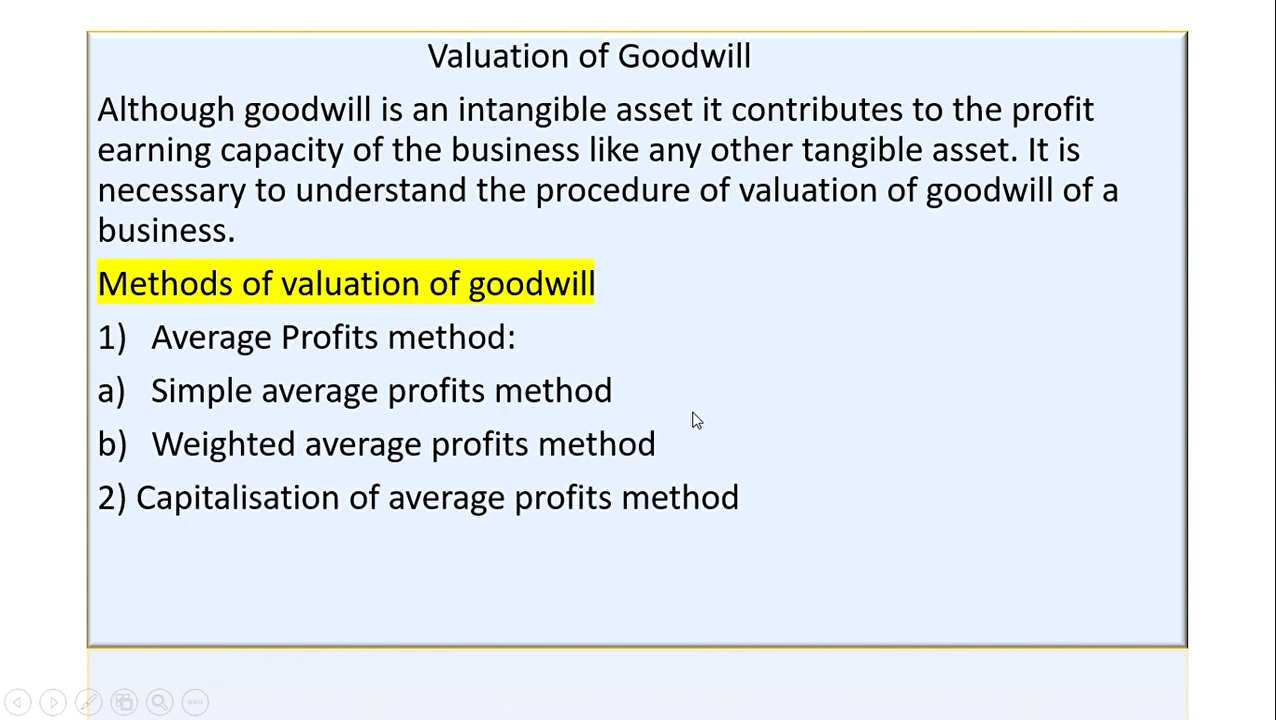 Valuation of Goodwill
Although goodwill is an intangible asset it contributes to the profit
earning capacity of the business like any other tangible asset. It is
necessary to understand the procedure of valuation of goodwill of a
business.
Methods of valuation of goodwill
1) Average Profits method:
a) Simple average profits method
b) Weighted average profits method
2) Capitalisation of average profits method